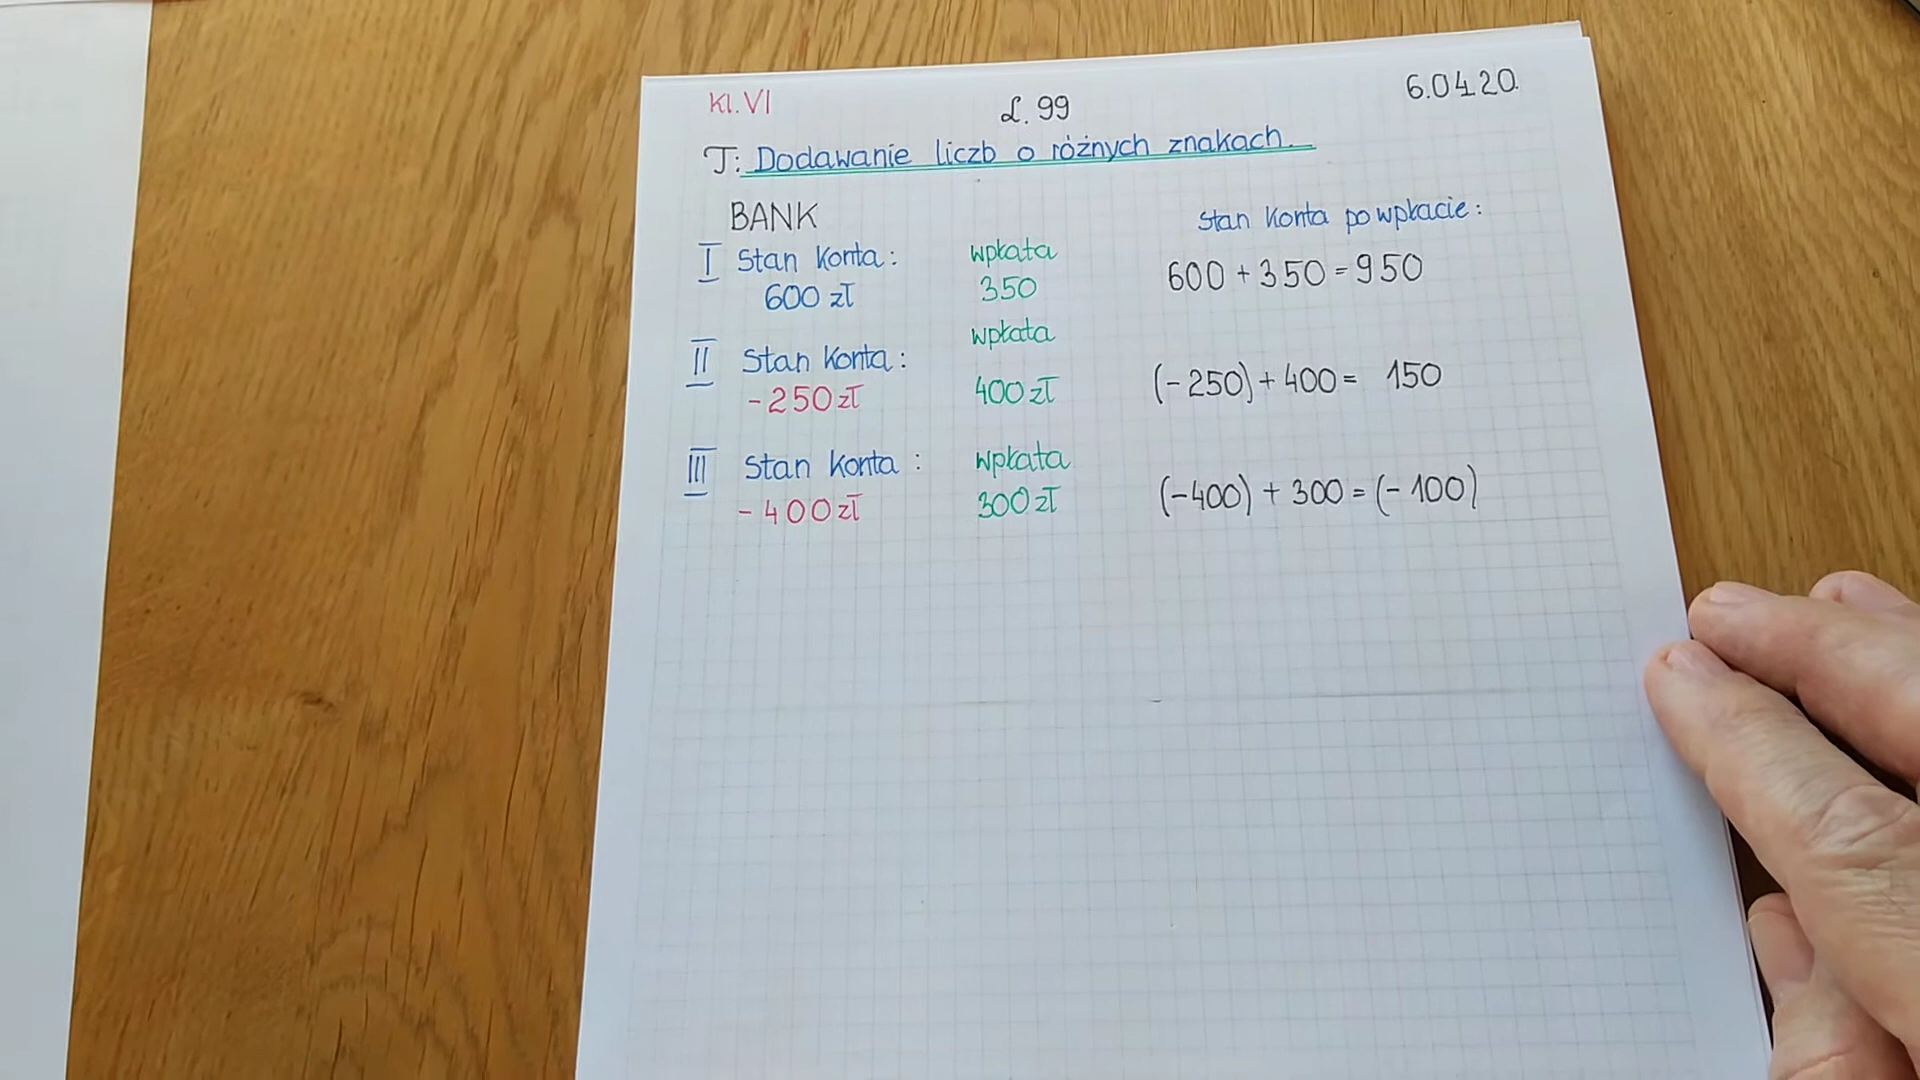 Kl. VI L. 99 6.04.20.
T: Dodawanie liczb o różnych znakach.
BANK Stan konta po wpłacie:
I Stan konta: wpłata
600 zł 350 600 + 350 = 950
wpłata
II Stan konta:
-250 zł 400 zł (-250) + 400 = 150
III Stan konta: wpłata
-400 zł 300 zł (-400) + 300 = (-100)